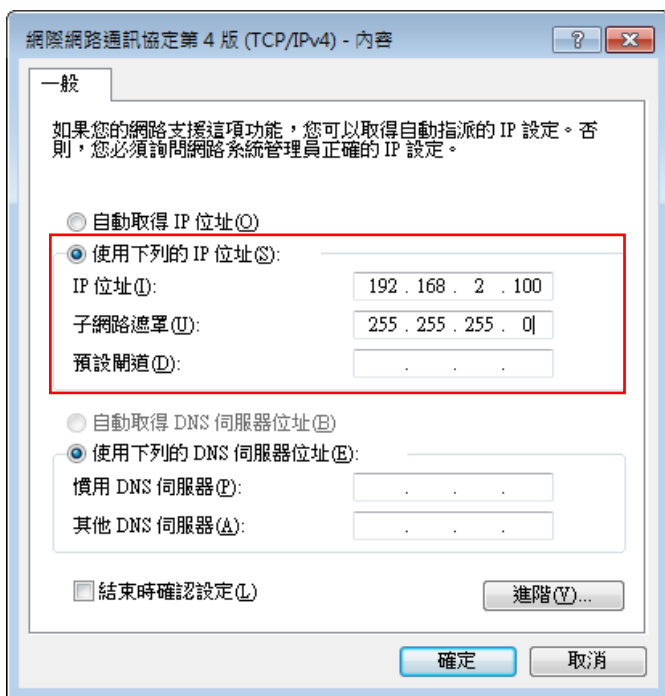 網際網路通訊協定第 4 版 (TCP/IPv4) - 內容
一般
如果您的網路支援這項功能，您可以取得自動指派的 IP 設定。否
則，您必須詢問網路系統管理員正確的 IP 設定。
自動取得 IP 位址(O)
使用下列的 IP 位址(S):
IP 位址(I): 192 . 168 . 2 . 100
子網路遮罩(U): 255 . 255 . 255 . 0
預設閘道(D): . . .
自動取得 DNS 伺服器位址(B)
使用下列的 DNS 伺服器位址(E):
慣用 DNS 伺服器(P): . . .
其他 DNS 伺服器(A): . . .
結束時確認設定(L) 進階(V)...
確定 取消